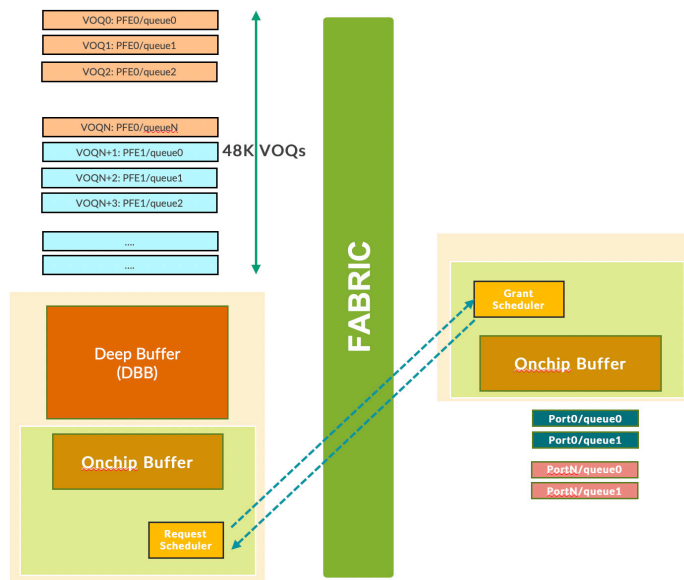 VOQ0: PFE0/queue0
VOQ1: PFE0/queue1
VOQ2: PFE0/queue2
VOQN: PFE0/queueN
VOQN+1: PFE1/queue0
VOQN+2: PFE1/queue1
VOQN+3: PFE1/queue2
....
....
48K VOQs
Deep Buffer
(DBB)
Onchip Buffer
Request
Scheduler
FABRIC
Grant
Scheduler
Onchip Buffer
Port0/queue0
Port0/queue1
PortN/queue0
PortN/queue1